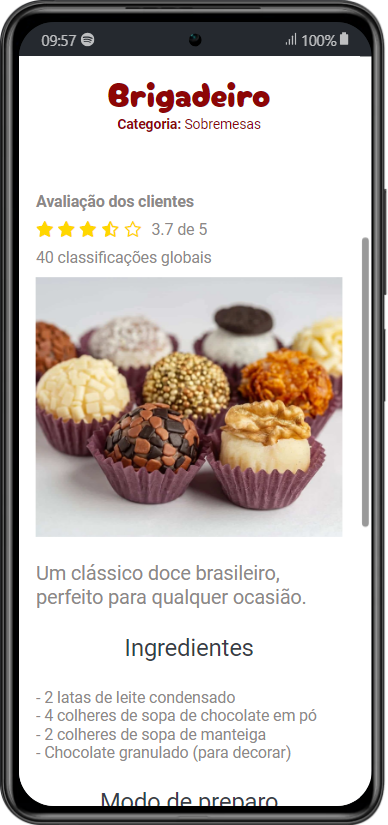 09:57 100%
Brigadeiro
Categoria: Sobremesas
Avaliação dos clientes
3.7 de 5
40 classificações globais
Um clássico doce brasileiro,
perfeito para qualquer ocasião.
Ingredientes
- 2 latas de leite condensado
- 4 colheres de sopa de chocolate em pó
- 2 colheres de sopa de manteiga
- Chocolate granulado (para decorar)
Modo de preparo